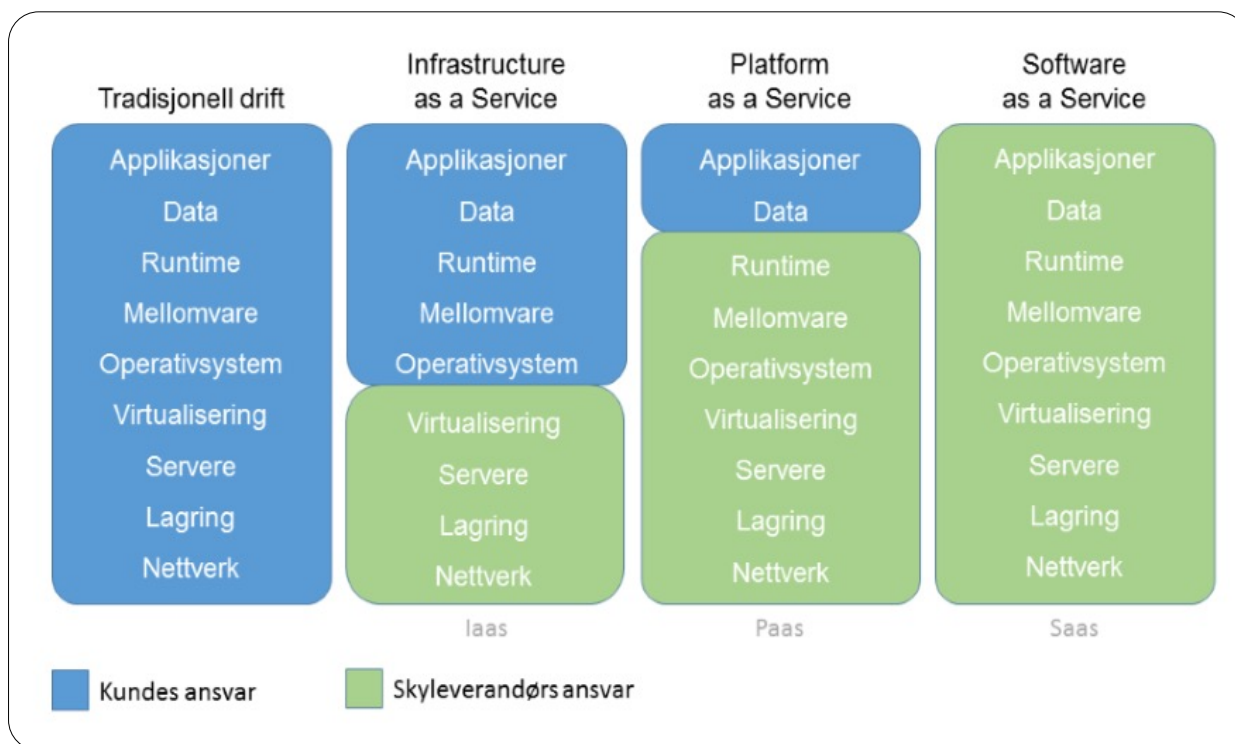 Tradisjonell drift
Infrastructure
as a Service
Platform
as a Service
Software
as a Service
Applikasjoner
Data
Runtime
Mellomvare
Operativsystem
Virtualisering
Servere
Lagring
Nettverk
Applikasjoner
Data
Runtime
Mellomvare
Operativsystem
Virtualisering
Servere
Lagring
Nettverk
Iaas
Applikasjoner
Data
Runtime
Mellomvare
Operativsystem
Virtualisering
Servere
Lagring
Nettverk
Paas
Applikasjoner
Data
Runtime
Mellomvare
Operativsystem
Virtualisering
Servere
Lagring
Nettverk
Saas
Kundes ansvar
Skyleverandørs ansvar